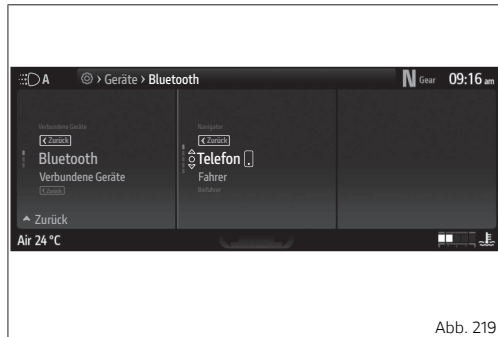 A
> Geräte > Bluetooth
N Gear 09:16 am
Verbundene Geräte
Zurück
Bluetooth
Verbundene Geräte
Zurück
Zurück
Navigator
Zurück
Telefon
Fahrer
Beifahrer
Air 24 °C
Abb. 219